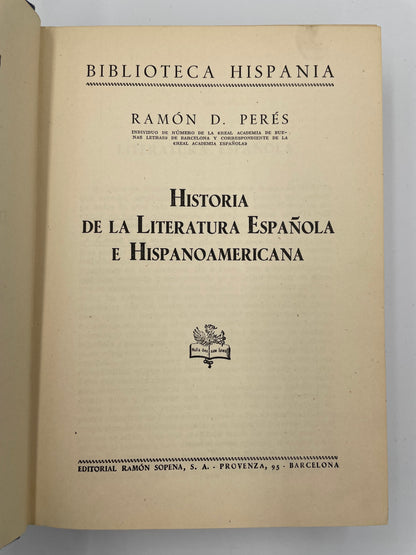 BIBLIOTECA HISPANIA
RAMÓN D. PERÉS
INDIVIDUO DE NÚMERO DE LA «REAL ACADEMIA DE BUE-
NAS LETRAS» DE BARCELONA Y CORRESPONDIENTE DE LA
«REAL ACADEMIA ESPAÑOLA»
HISTORIA
DE LA LITERATURA ESPAÑOLA
E HISPANOAMERICANA
EDITORIAL RAMÓN SOPENA, S. A. - PROVENZA, 95 - BARCELONA